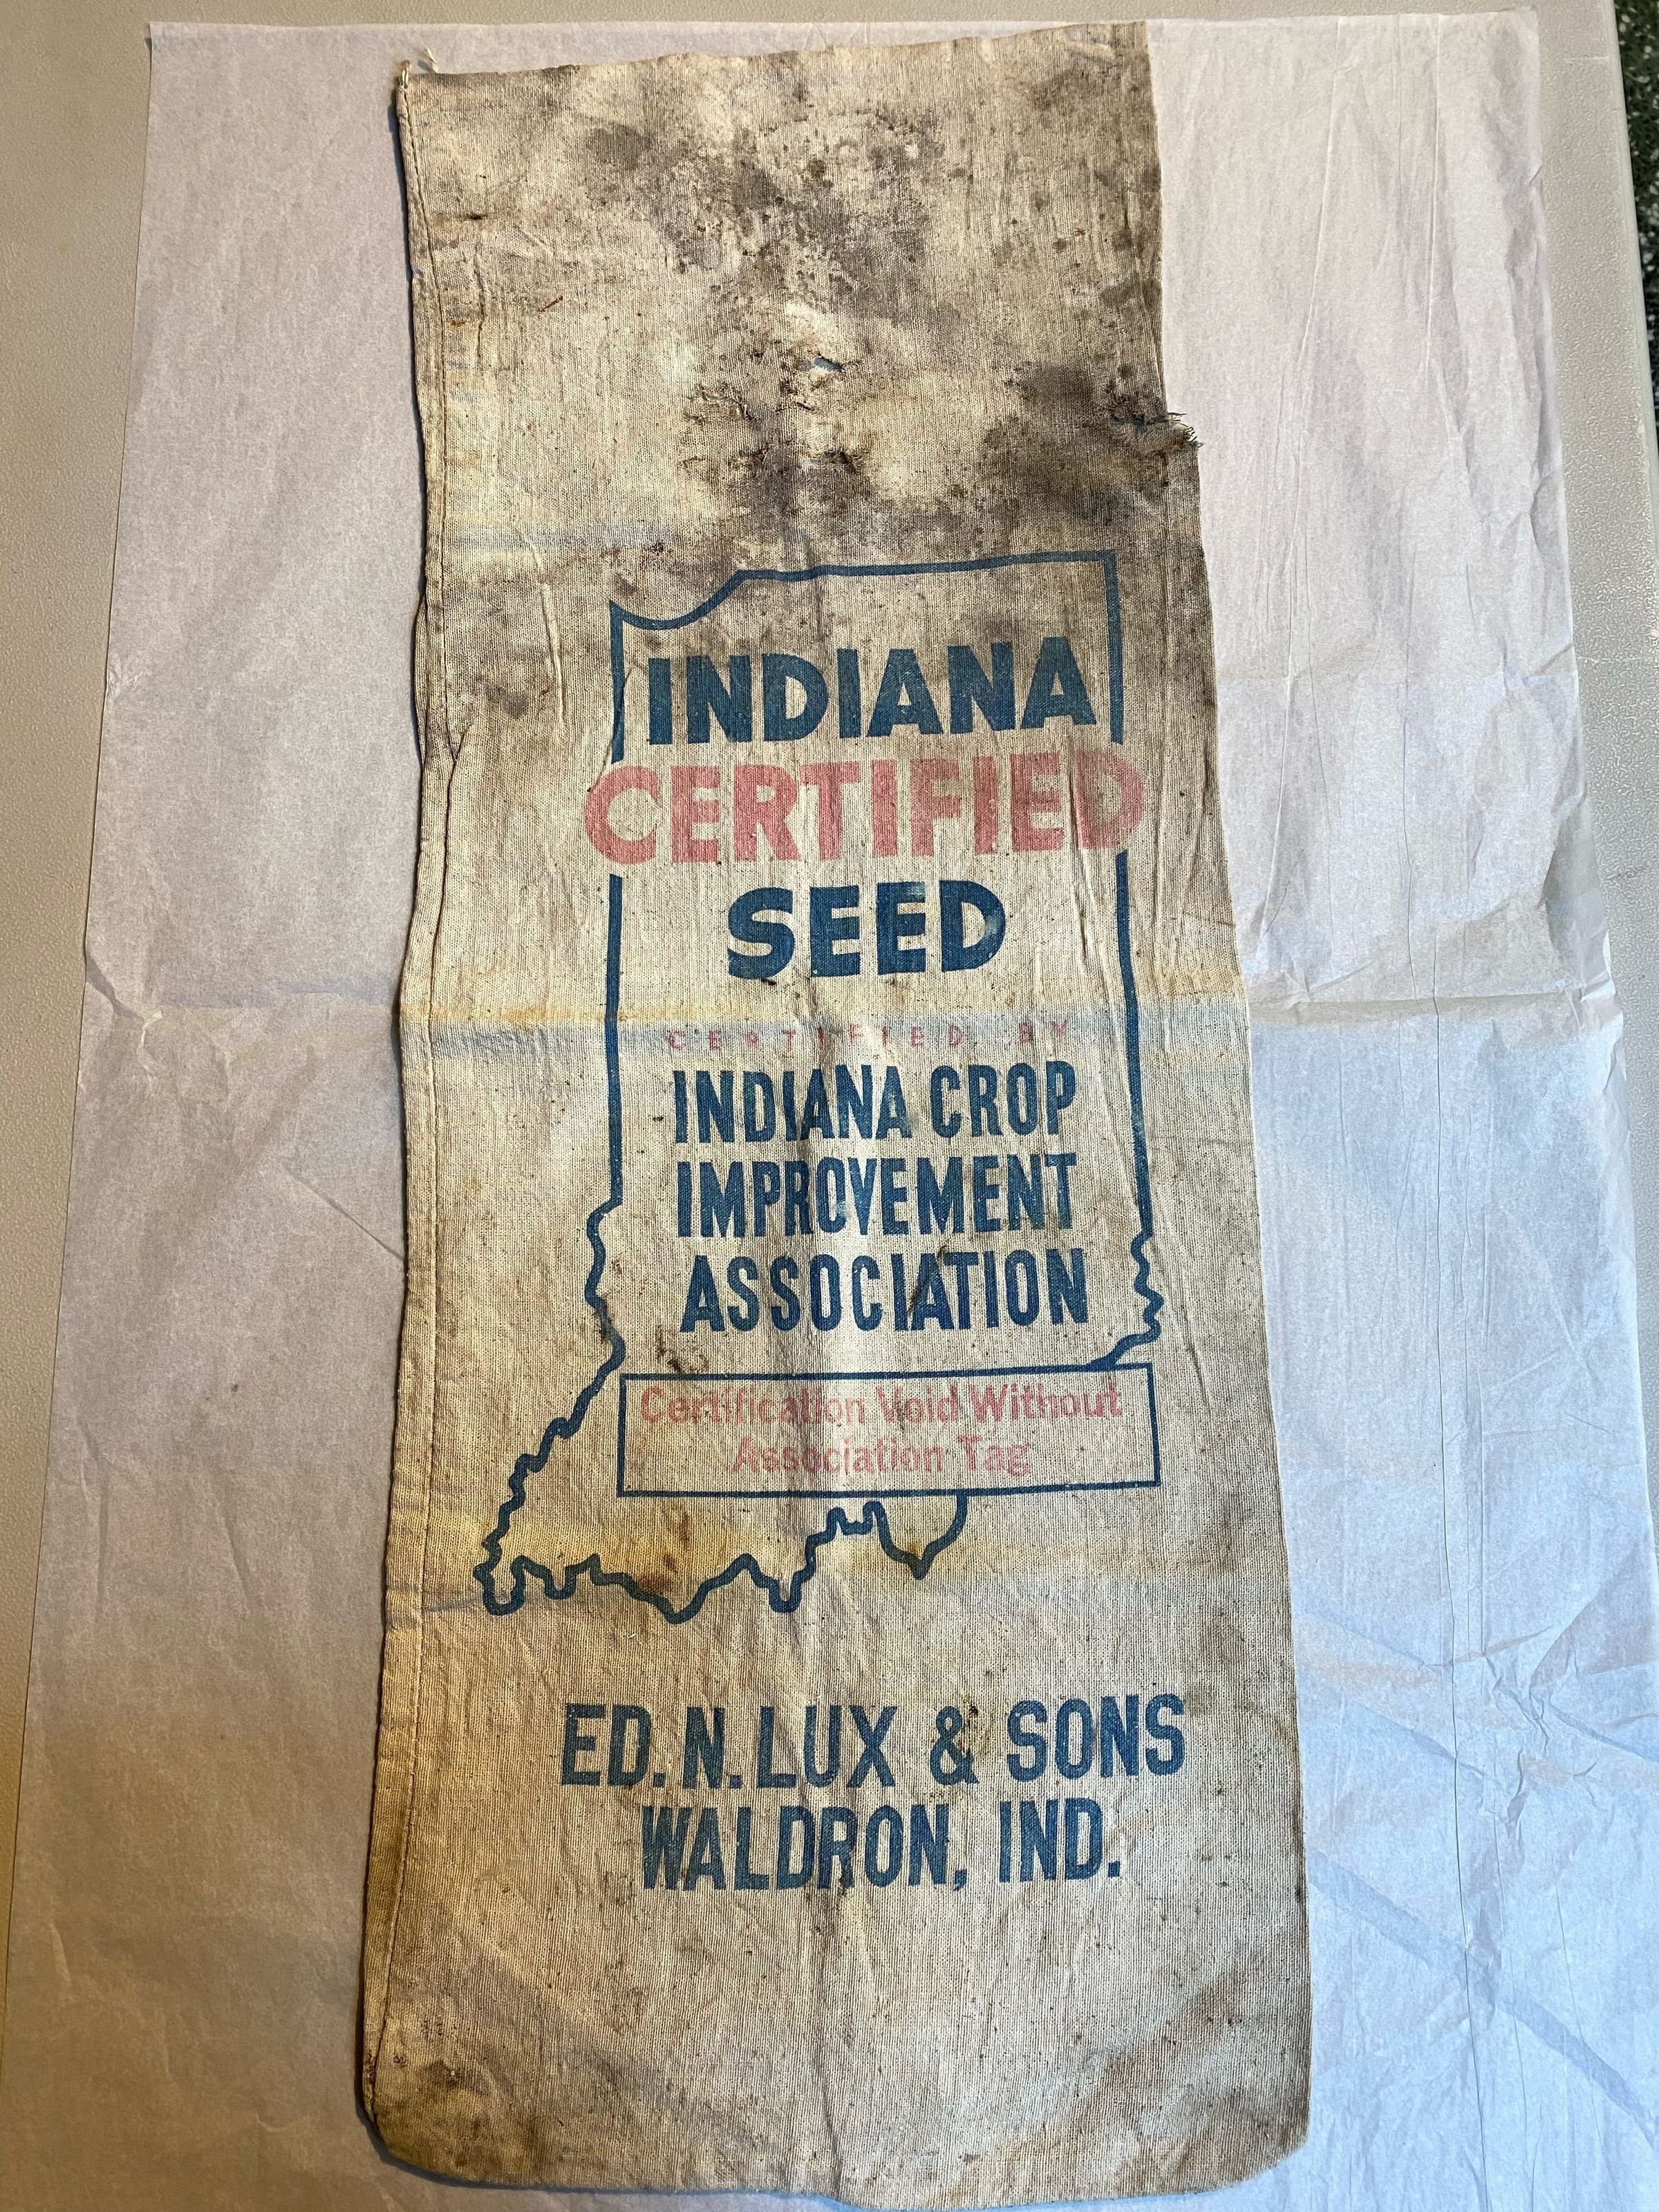 INDIANA
CERTIFIED
SEED
CERTIFIED BY
INDIANA CROP
IMPROVEMENT
ASSOCIATION
Certification Void Without
Association Tag
ED. N. LUX & SONS
WALDRON, IND.